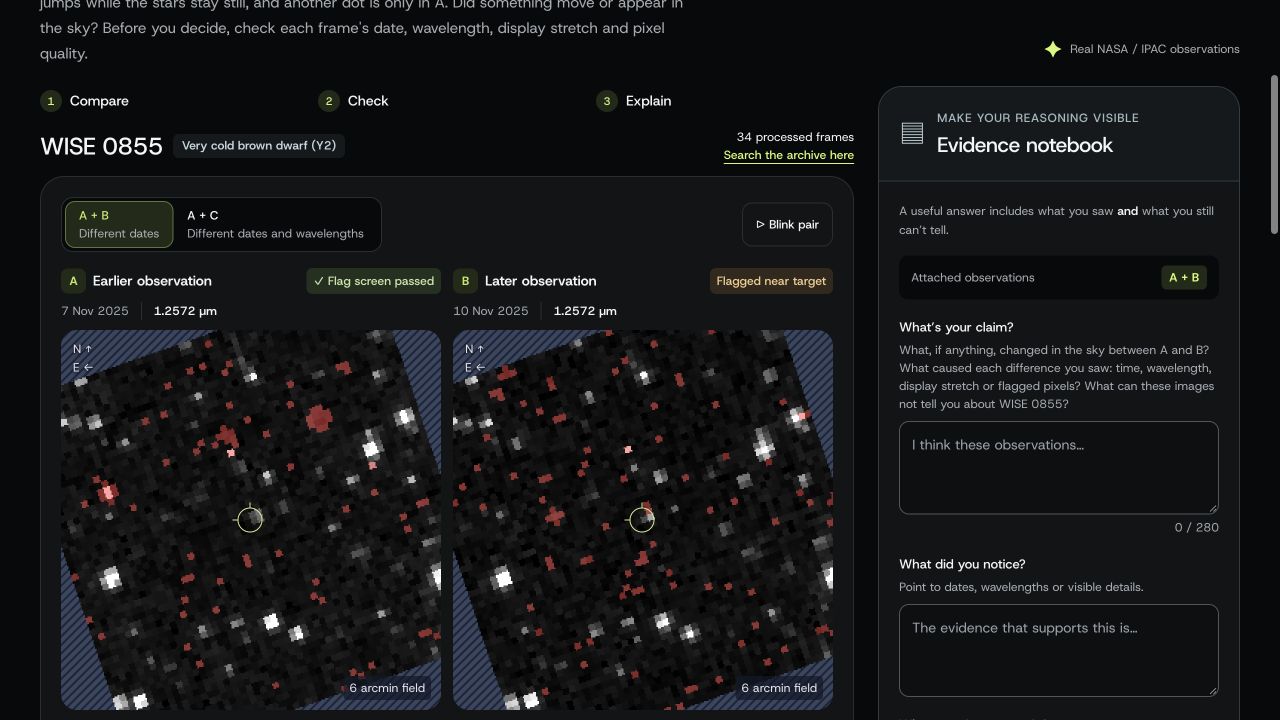 jumps while the stars stay still, and another dot is only in A. Did something move or appear in
the sky? Before you decide, check each frame's date, wavelength, display stretch and pixel
quality.
Real NASA / IPAC observations
1 Compare
2 Check
3 Explain
WISE 0855
Very cold brown dwarf (Y2)
34 processed frames
Search the archive here
A + B
Different dates
A + C
Different dates and wavelengths
Blink pair
A Earlier observation
✓ Flag screen passed
7 Nov 2025
1.2572 μm
N ↑
E ←
6 arcmin field
B Later observation
Flagged near target
10 Nov 2025
1.2572 μm
N ↑
E ←
6 arcmin field
MAKE YOUR REASONING VISIBLE
Evidence notebook
A useful answer includes what you saw and what you still
can't tell.
Attached observations
A + B
What's your claim?
What, if anything, changed in the sky between A and B?
What caused each difference you saw: time, wavelength,
display stretch or flagged pixels? What can these images
not tell you about WISE 0855?
I think these observations…
0 / 280
What did you notice?
Point to dates, wavelengths or visible details.
The evidence that supports this is…